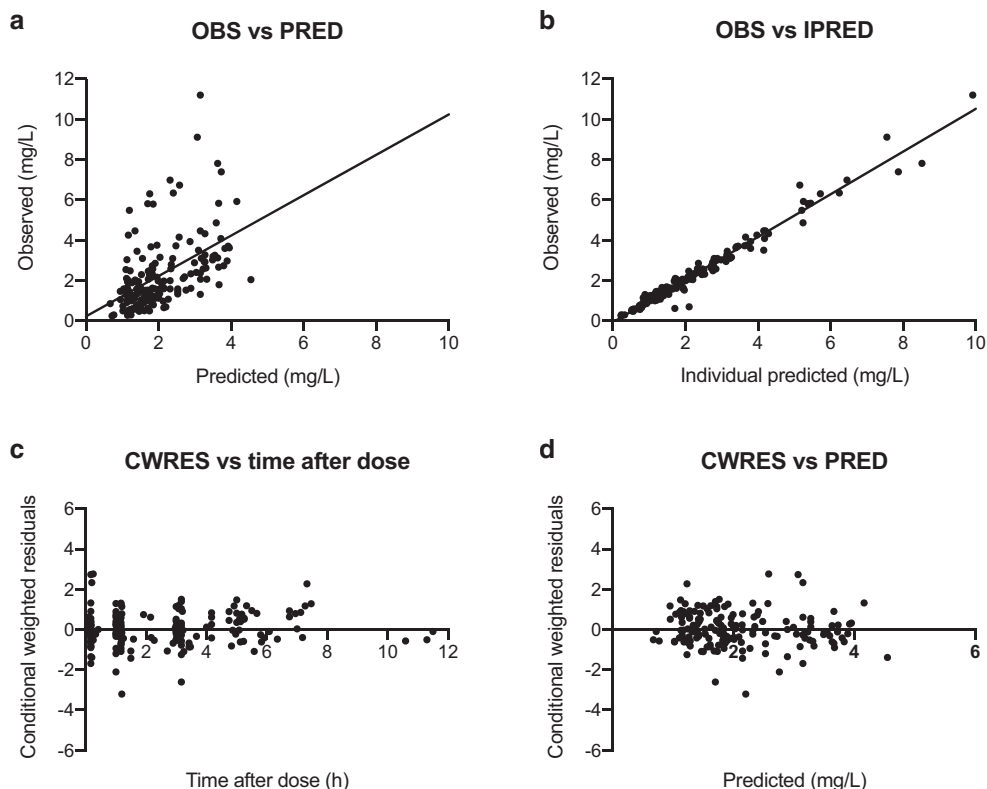 a
OBS vs PRED
Observed (mg/L)
12
10
8
6
4
2
0
0 2 4 6 8 10
Predicted (mg/L)
b
OBS vs IPRED
Observed (mg/L)
12
10
8
6
4
2
0
0 2 4 6 8 10
Individual predicted (mg/L)
c
CWRES vs time after dose
Conditional weighted residuals
6
4
2
0
-2
-4
-6
2 4 6 8 10 12
Time after dose (h)
d
CWRES vs PRED
Conditional weighted residuals
6
4
2
0
-2
-4
-6
2 4 6
Predicted (mg/L)